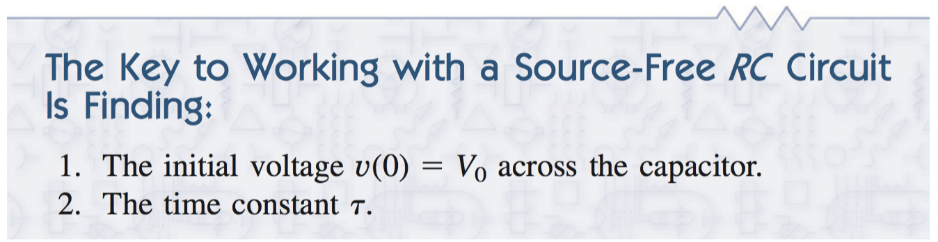 The Key to Working with a Source-Free RC Circuit
Is Finding:
1. The initial voltage v(0) = V₀ across the capacitor.
2. The time constant τ.